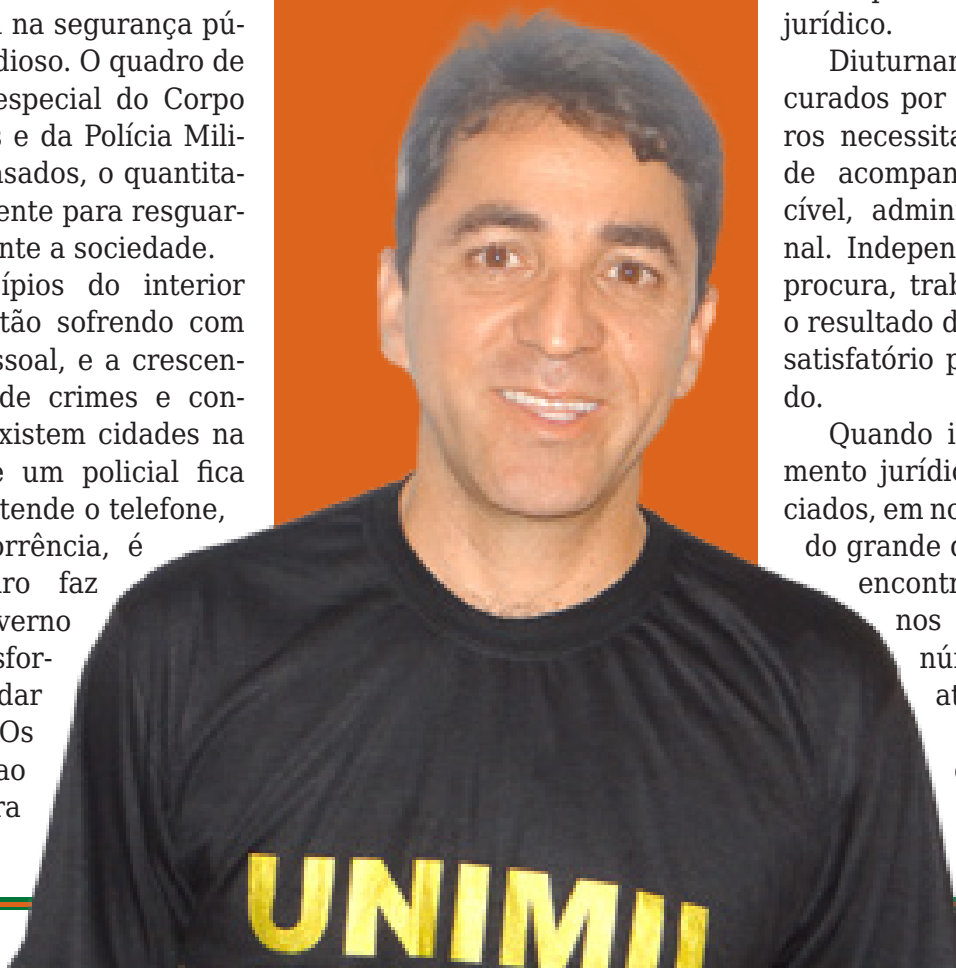 na segurança pú-
dioso. O quadro de
especial do Corpo
e da Polícia Mili-
sados, o quantita-
ente para resguar-
nte a sociedade.
ípios do interior
tão sofrendo com
ssoal, e a crescen-
de crimes e con-
xistem cidades na
um policial fica
tende o telefone,
orrência, é
ro faz
verno
sfor-
dar
Os
ao
ra
jurídico.
Diuturnam
curados por
ros necessita
de acompan
cível, admini
nal. Indepen
procura, trab
o resultado d
satisfatório p
do.
Quando i
mento jurídic
ciados, em no
do grande d
encontr
nos
nú
at
UNIMIL